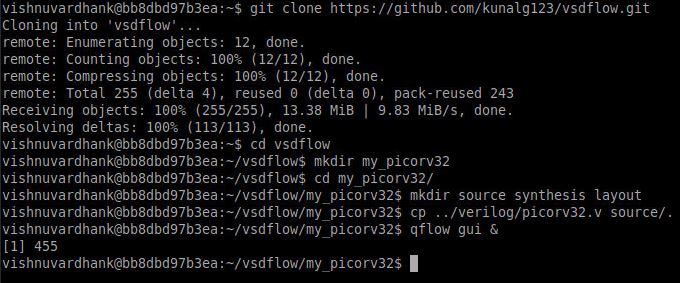 vishnuvardhank@bb8dbd97b3ea:~$ git clone https://github.com/kunalg123/vsdflow.git
Cloning into 'vsdflow'...
remote: Enumerating objects: 12, done.
remote: Counting objects: 100% (12/12), done.
remote: Compressing objects: 100% (12/12), done.
remote: Total 255 (delta 4), reused 0 (delta 0), pack-reused 243
Receiving objects: 100% (255/255), 13.38 MiB | 9.83 MiB/s, done.
Resolving deltas: 100% (113/113), done.
vishnuvardhank@bb8dbd97b3ea:~$ cd vsdflow
vishnuvardhank@bb8dbd97b3ea:~/vsdflow$ mkdir my_picorv32
vishnuvardhank@bb8dbd97b3ea:~/vsdflow$ cd my_picorv32/
vishnuvardhank@bb8dbd97b3ea:~/vsdflow/my_picorv32$ mkdir source synthesis layout
vishnuvardhank@bb8dbd97b3ea:~/vsdflow/my_picorv32$ cp ../verilog/picorv32.v source/.
vishnuvardhank@bb8dbd97b3ea:~/vsdflow/my_picorv32$ qflow gui &
[1] 455
vishnuvardhank@bb8dbd97b3ea:~/vsdflow/my_picorv32$